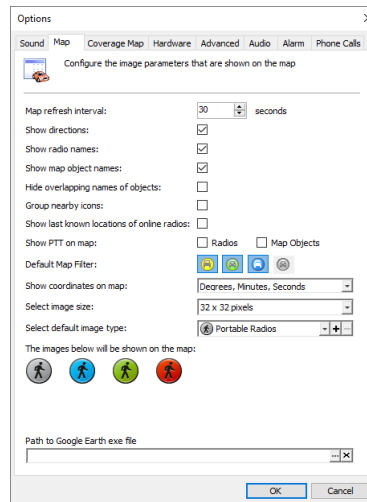 Options
Sound Map Coverage Map Hardware Advanced Audio Alarm Phone Calls
Configure the image parameters that are shown on the map
Map refresh interval: 30 seconds
Show directions:
Show radio names:
Show map object names:
Hide overlapping names of objects:
Group nearby icons:
Show last known locations of online radios:
Show PTT on map: Radios Map Objects
Default Map Filter:
Show coordinates on map: Degrees, Minutes, Seconds
Select image size: 32 x 32 pixels
Select default image type: Portable Radios
The images below will be shown on the map:
Path to Google Earth exe file
OK Cancel